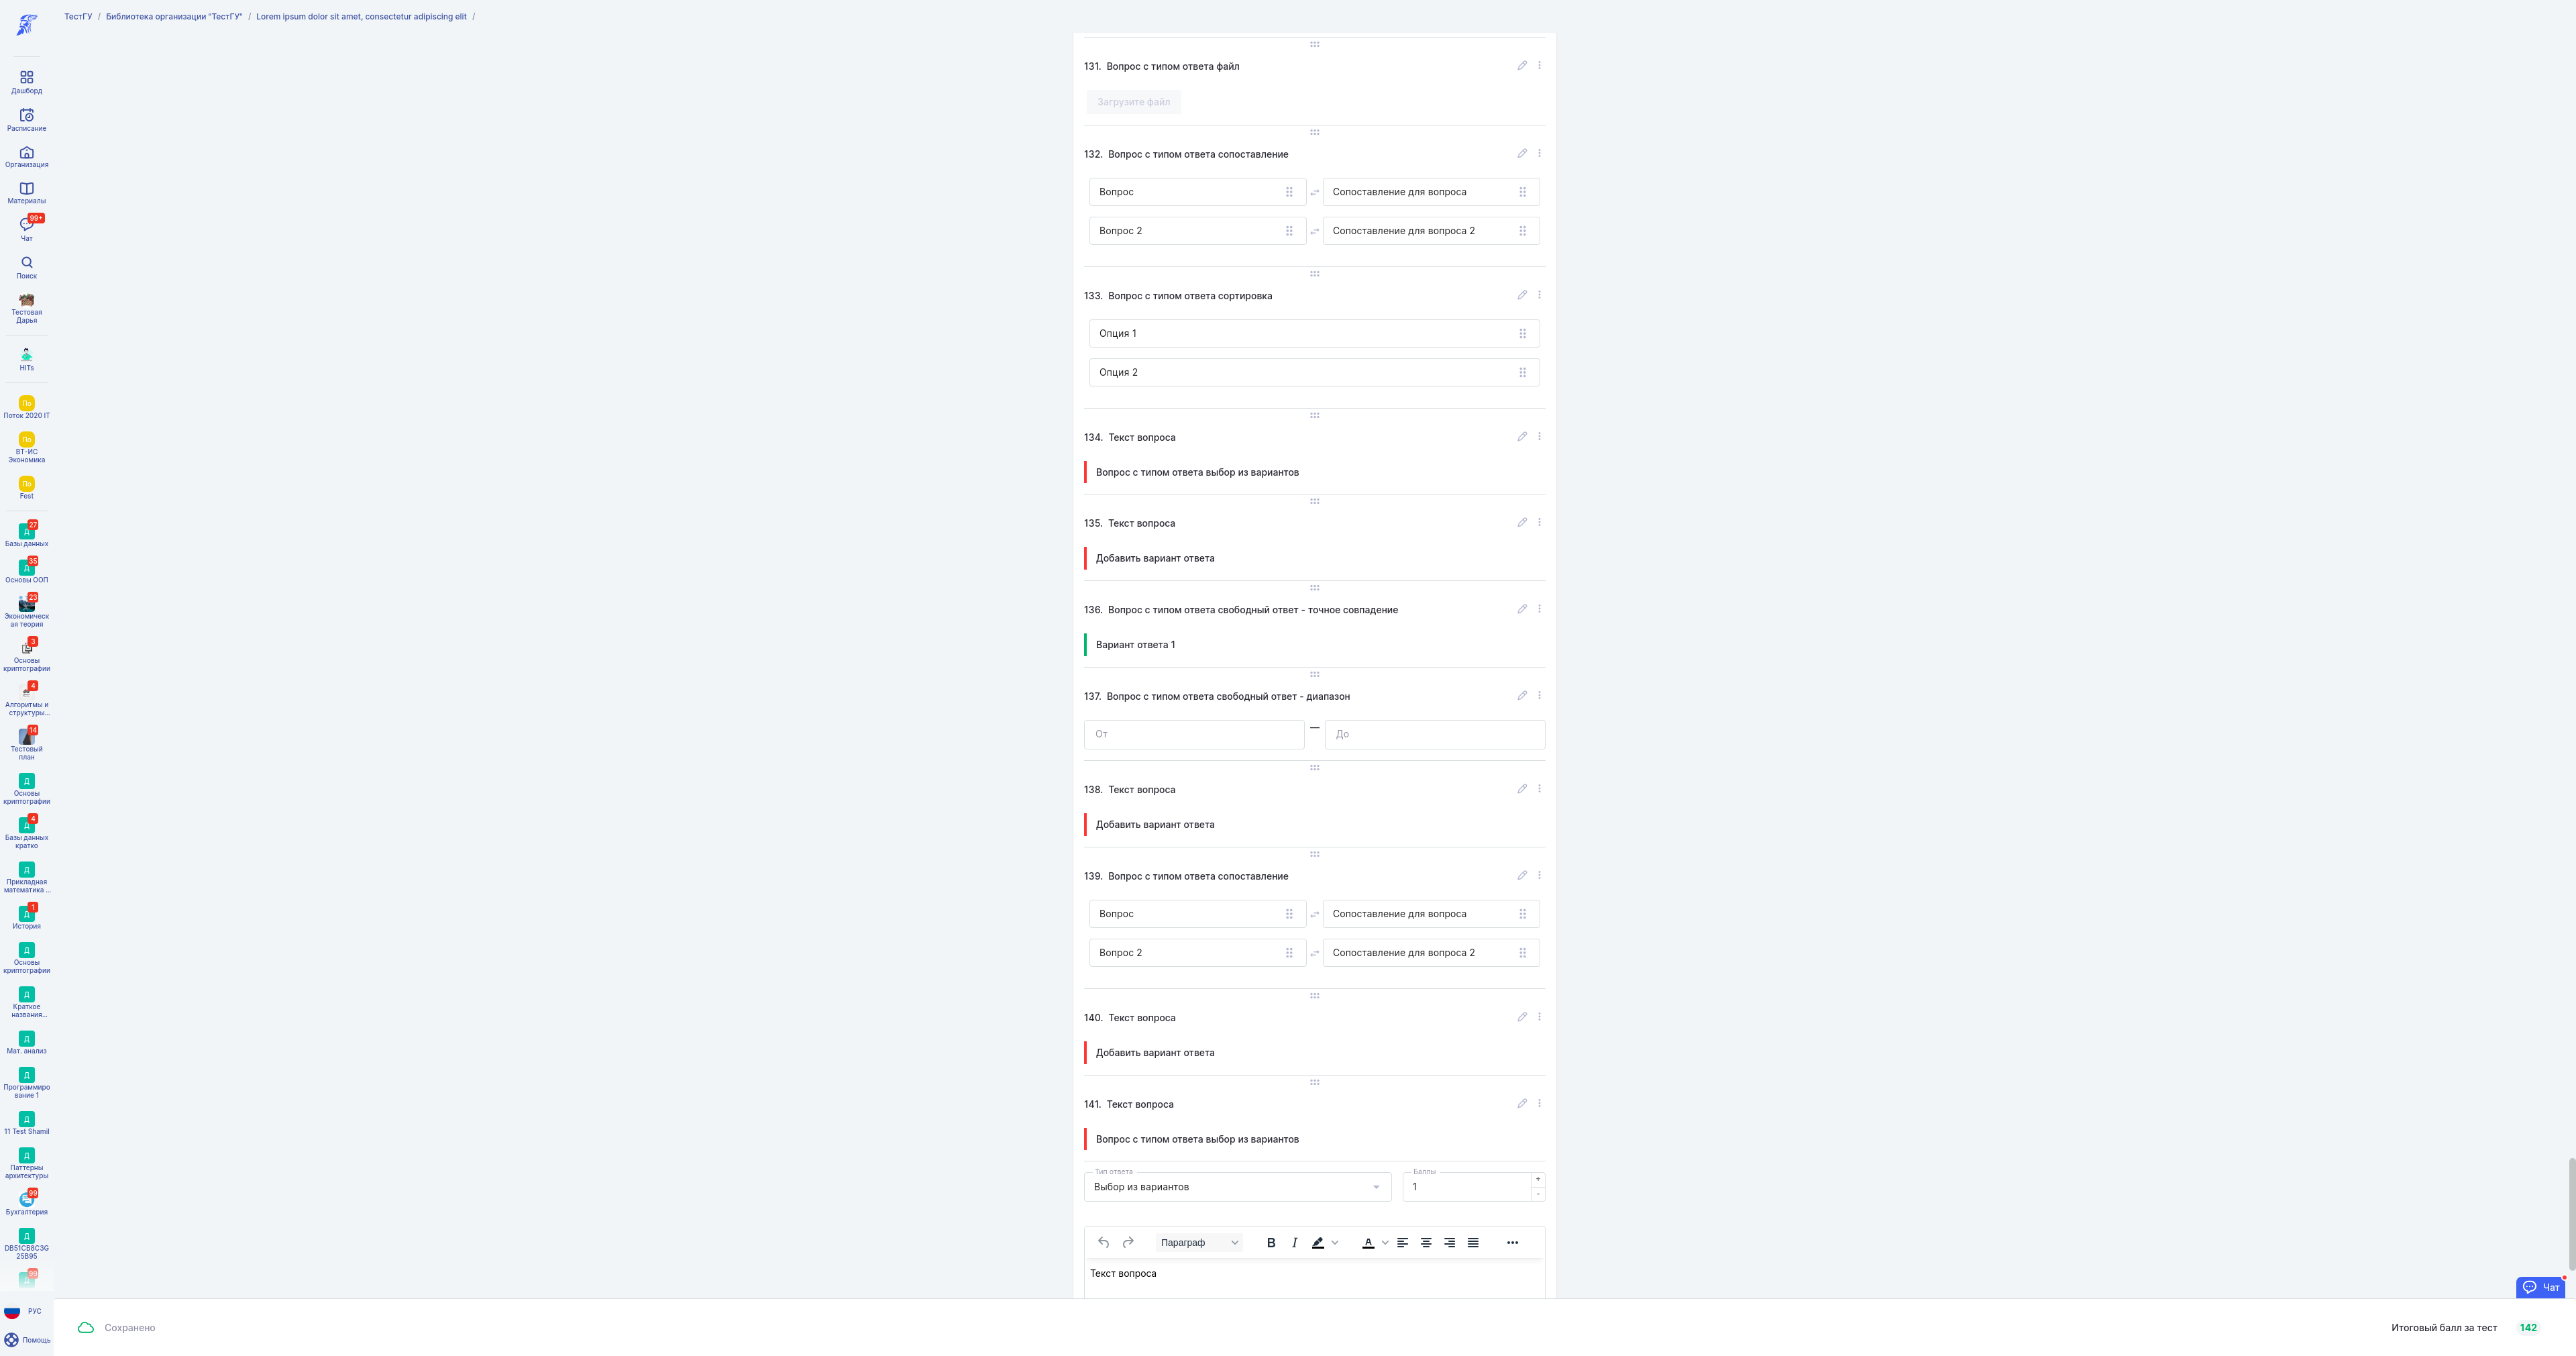 ТестГУ / Библиотека организации "ТестГУ" / Lorem ipsum dolor sit amet, consectetur adipiscing elit /
Дашборд
Расписание
Организация
Материалы
99+
Чат
Поиск
Тестовая
Дарья
HITs
По
Поток 2020 IT
По
ВТ-ИС
Экономика
По
Fest
27
Д
Базы данных
35
Д
Основы ООП
23
Экономическ
ая теория
3
Основы
криптографии
4
Алгоритмы и
структуры...
14
Тестовый
план
Д
Основы
криптографии
4
Д
Базы данных
кратко
Д
Прикладная
математика ...
1
Д
История
Д
Основы
криптографии
Д
Краткое
названия...
Д
Мат. анализ
Д
Программиро
вание 1
Д
11 Test Shamil
Д
Паттерны
архитектуры
99
Бухгалтерия
Д
DB51CB8C3G
25B95
99
Д
РУС
Помощь
131. Вопрос с типом ответа файл
Загрузите файл
132. Вопрос с типом ответа сопоставление
Вопрос
Сопоставление для вопроса
Вопрос 2
Сопоставление для вопроса 2
133. Вопрос с типом ответа сортировка
Опция 1
Опция 2
134. Текст вопроса
Вопрос с типом ответа выбор из вариантов
135. Текст вопроса
Добавить вариант ответа
136. Вопрос с типом ответа свободный ответ - точное совпадение
Вариант ответа 1
137. Вопрос с типом ответа свободный ответ - диапазон
От — До
138. Текст вопроса
Добавить вариант ответа
139. Вопрос с типом ответа сопоставление
Вопрос
Сопоставление для вопроса
Вопрос 2
Сопоставление для вопроса 2
140. Текст вопроса
Добавить вариант ответа
141. Текст вопроса
Вопрос с типом ответа выбор из вариантов
Тип ответа
Выбор из вариантов
Баллы
1
+
-
Параграф
B I A
Текст вопроса
Чат
Сохранено
Итоговый балл за тест 142